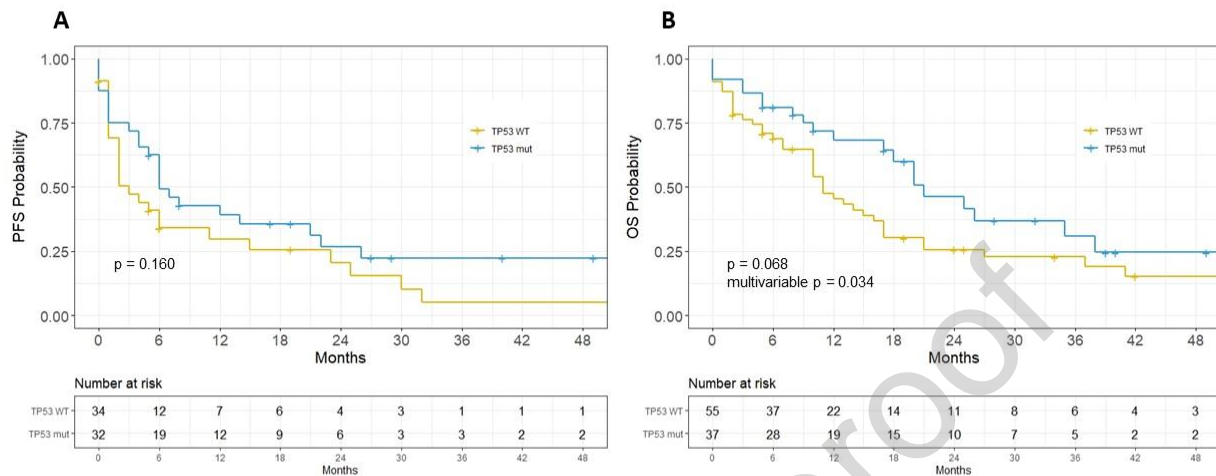 A
1.00
0.75
0.50
0.25
0.00
PFS Probability
TP53 WT
TP53 mut
p = 0.160
0 6 12 18 24 30 36 42 48
Months
Number at risk
TP53 WT 34 12 7 6 4 3 1 1 1
TP53 mut 32 19 12 9 6 3 3 2 2
0 6 12 18 24 30 36 42 48
Months
B
1.00
0.75
0.50
0.25
0.00
OS Probability
TP53 WT
TP53 mut
p = 0.068
multivariable p = 0.034
0 6 12 18 24 30 36 42 48
Months
Number at risk
TP53 WT 55 37 22 14 11 8 6 4 3
TP53 mut 37 28 19 15 10 7 5 2 2
0 6 12 18 24 30 36 42 48
Months
roof